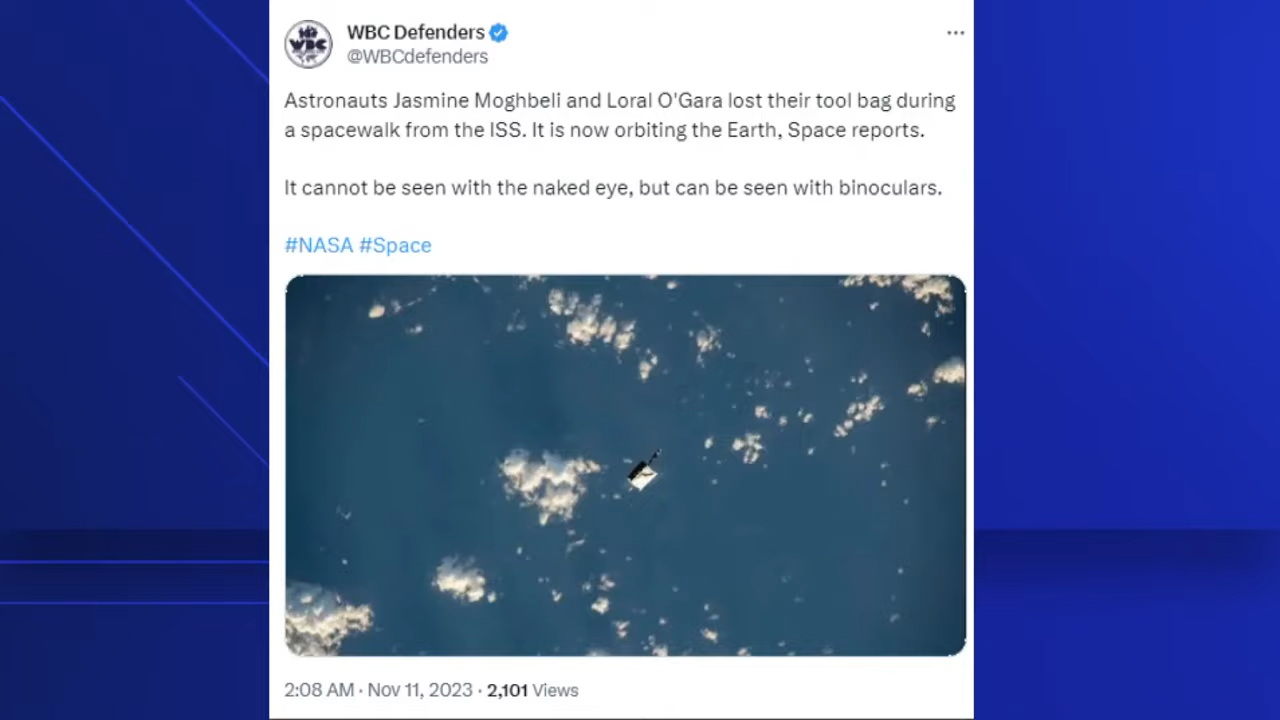 WBC
WBC Defenders
@WBCdefenders
Astronauts Jasmine Moghbeli and Loral O'Gara lost their tool bag during
a spacewalk from the ISS. It is now orbiting the Earth, Space reports.
It cannot be seen with the naked eye, but can be seen with binoculars.
#NASA #Space
2:08 AM · Nov 11, 2023 · 2,101 Views